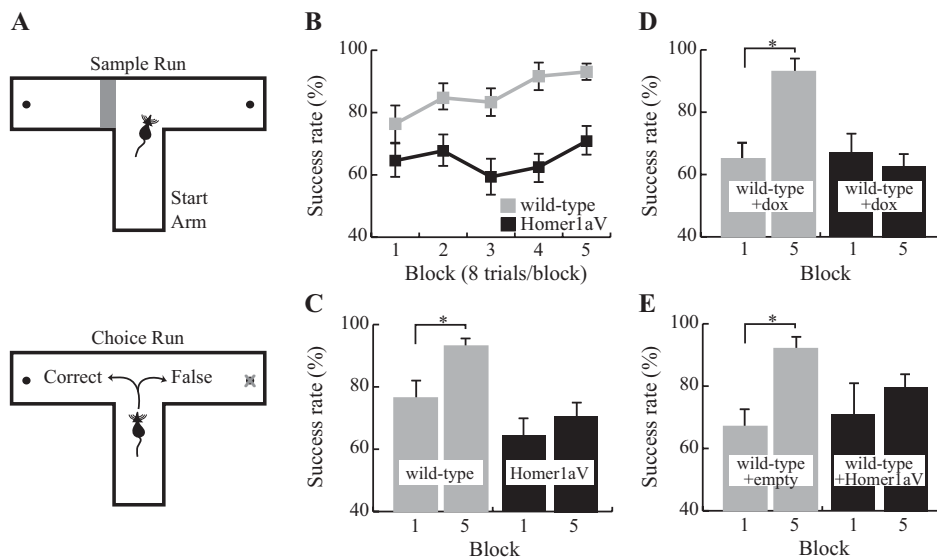 A
Sample Run
Start
Arm
Choice Run
Correct
False
B
Success rate (%)
100
80
60
40
wild-type
Homer1aV
1 2 3 4 5
Block (8 trials/block)
C
Success rate (%)
100
80
60
40
*
wild-type
Homer1aV
1 5 1 5
Block
D
Success rate (%)
100
80
60
40
*
wild-type
+dox
wild-type
+dox
1 5 1 5
Block
E
Success rate (%)
100
80
60
40
*
wild-type
+empty
wild-type
+Homer1aV
1 5 1 5
Block